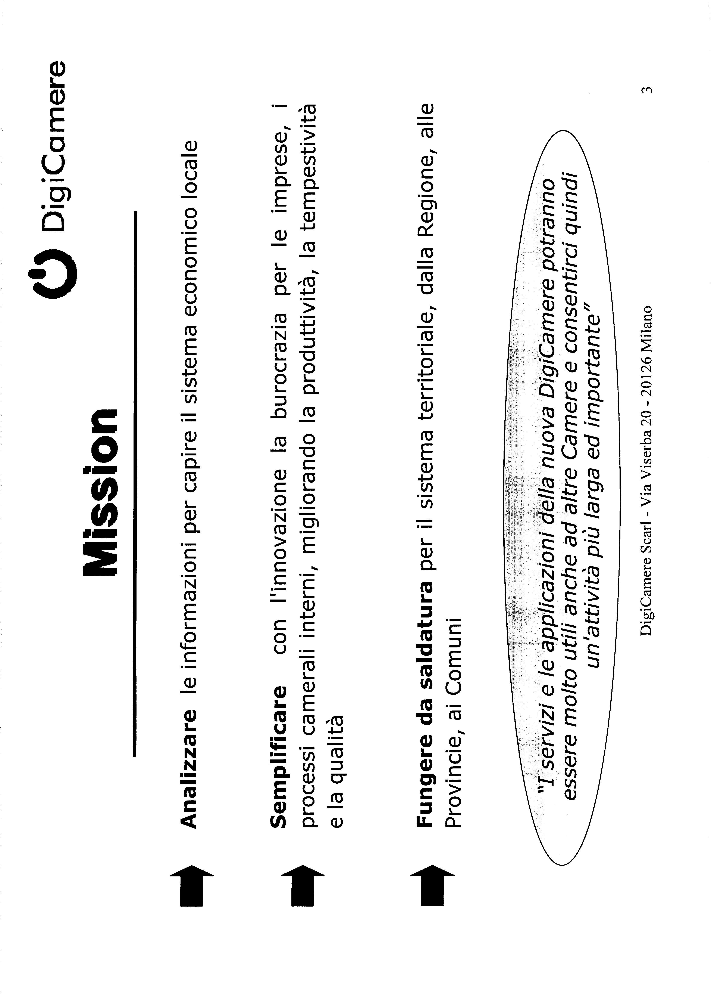 DigiCamere
Mission
Analizzare le informazioni per capire il sistema economico locale
Semplificare con l'innovazione la burocrazia per le imprese, i
processi camerali interni, migliorando la produttività, la tempestività
e la qualità
Fungere da saldatura per il sistema territoriale, dalla Regione, alle
Provincie, ai Comuni
“I servizi e le applicazioni della nuova DigiCamere potranno
essere molto utili anche ad altre Camere e consentirci quindi
un'attività più larga ed importante”
DigiCamere Scarl - Via Viserba 20 - 20126 Milano
3